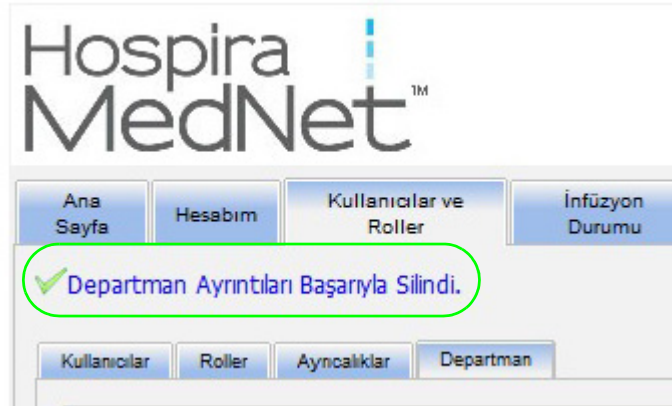 Hospira
MedNet™
Ana Sayfa
Hesabım
Kullanıcılar ve Roller
İnfüzyon Durumu
Departman Ayrıntıları Başarıyla Silindi.
Kullanıcılar
Roller
Ayrıcalıklar
Departman